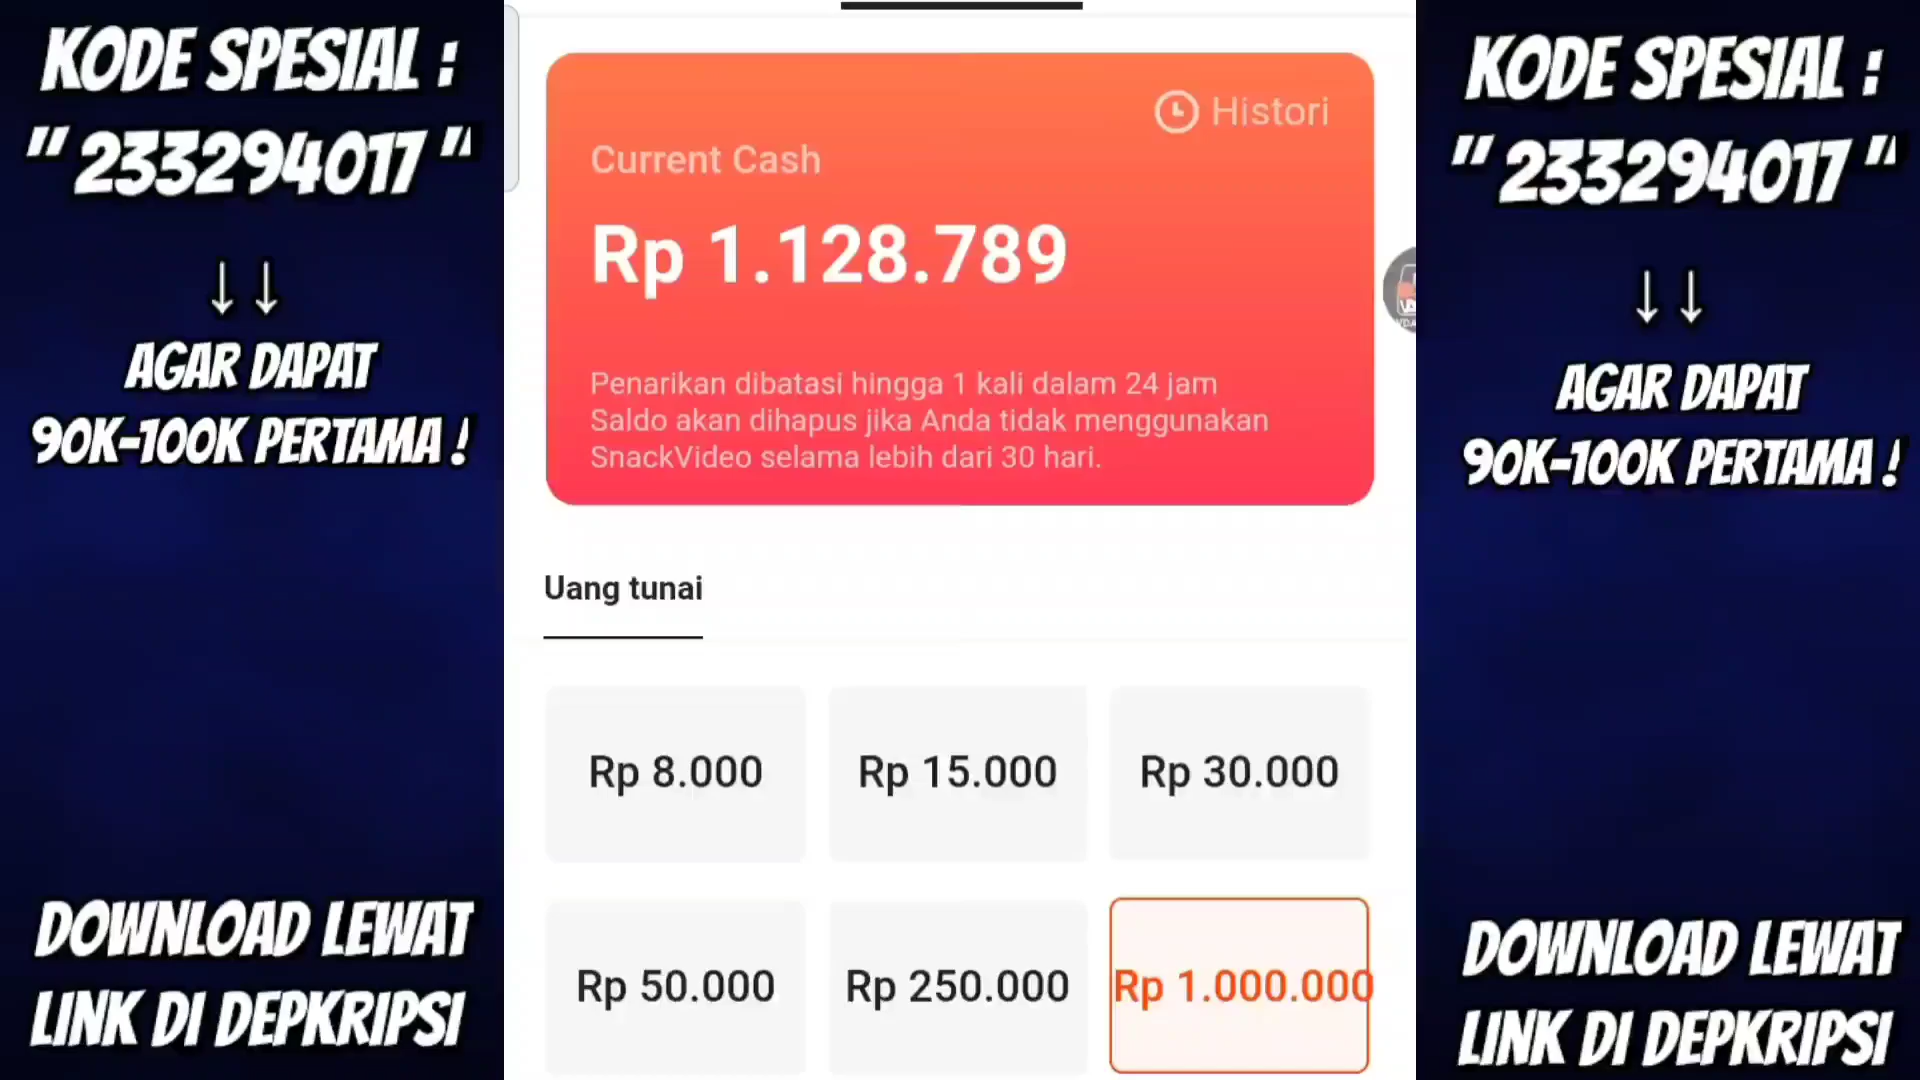 KODE SPESIAL :
" 233294017 "
↓↓
AGAR DAPAT
90K-100K PERTAMA !
DOWNLOAD LEWAT
LINK DI DEPKRIPSI
Histori
Current Cash
Rp 1.128.789
Penarikan dibatasi hingga 1 kali dalam 24 jam
Saldo akan dihapus jika Anda tidak menggunakan
SnackVideo selama lebih dari 30 hari.
Uang tunai
Rp 8.000
Rp 15.000
Rp 30.000
Rp 50.000
Rp 250.000
Rp 1.000.000
KODE SPESIAL :
" 233294017 "
↓↓
AGAR DAPAT
90K-100K PERTAMA !
DOWNLOAD LEWAT
LINK DI DEPKRIPSI